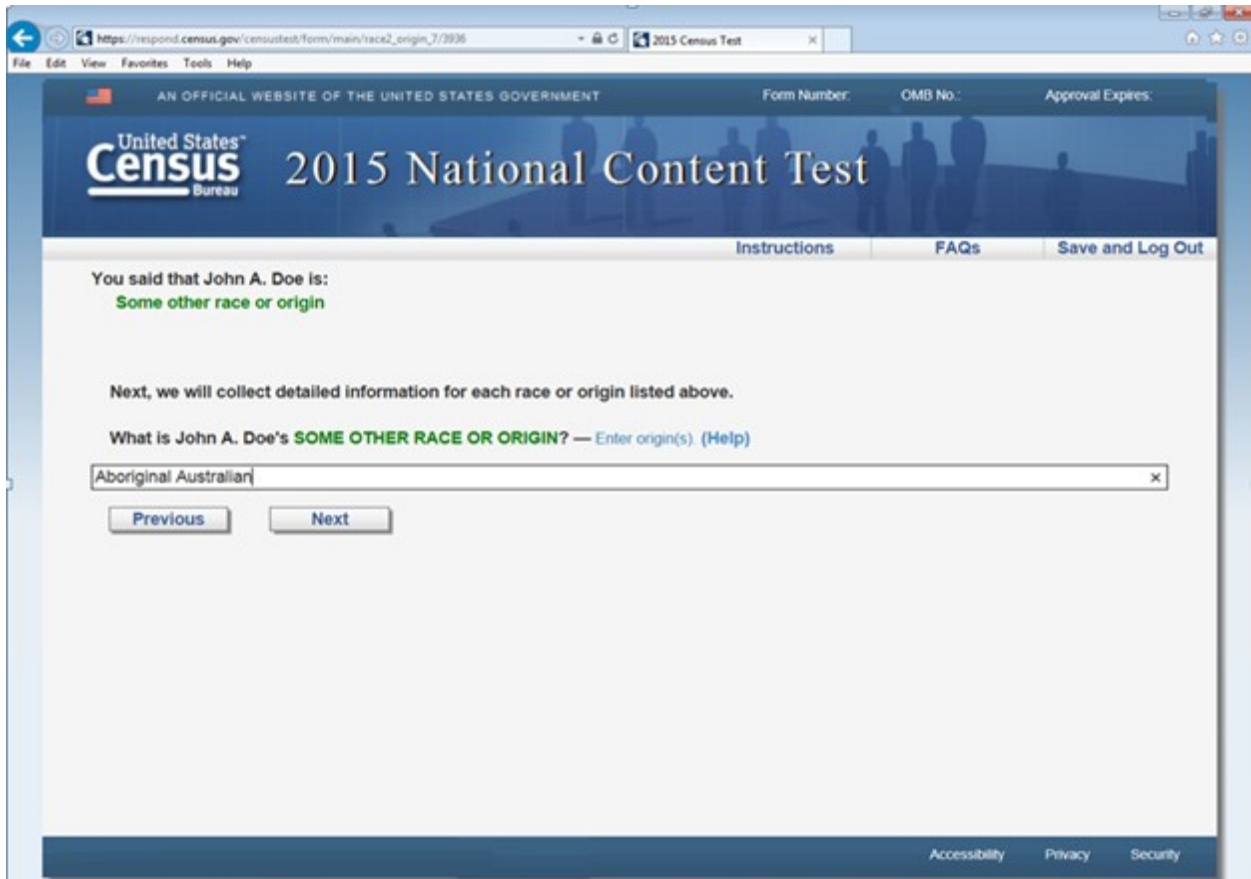 https://respond.census.gov/censustest/form/main/race2_origin_7/3936
2015 Census Test
File Edit View Favorites Tools Help
AN OFFICIAL WEBSITE OF THE UNITED STATES GOVERNMENT Form Number: OMB No.: Approval Expires:
United States™
Census
Bureau
2015 National Content Test
Instructions FAQs Save and Log Out
You said that John A. Doe is:
Some other race or origin
Next, we will collect detailed information for each race or origin listed above.
What is John A. Doe's SOME OTHER RACE OR ORIGIN? — Enter origin(s). (Help)
Aboriginal Australian
Previous Next
Accessibility Privacy Security